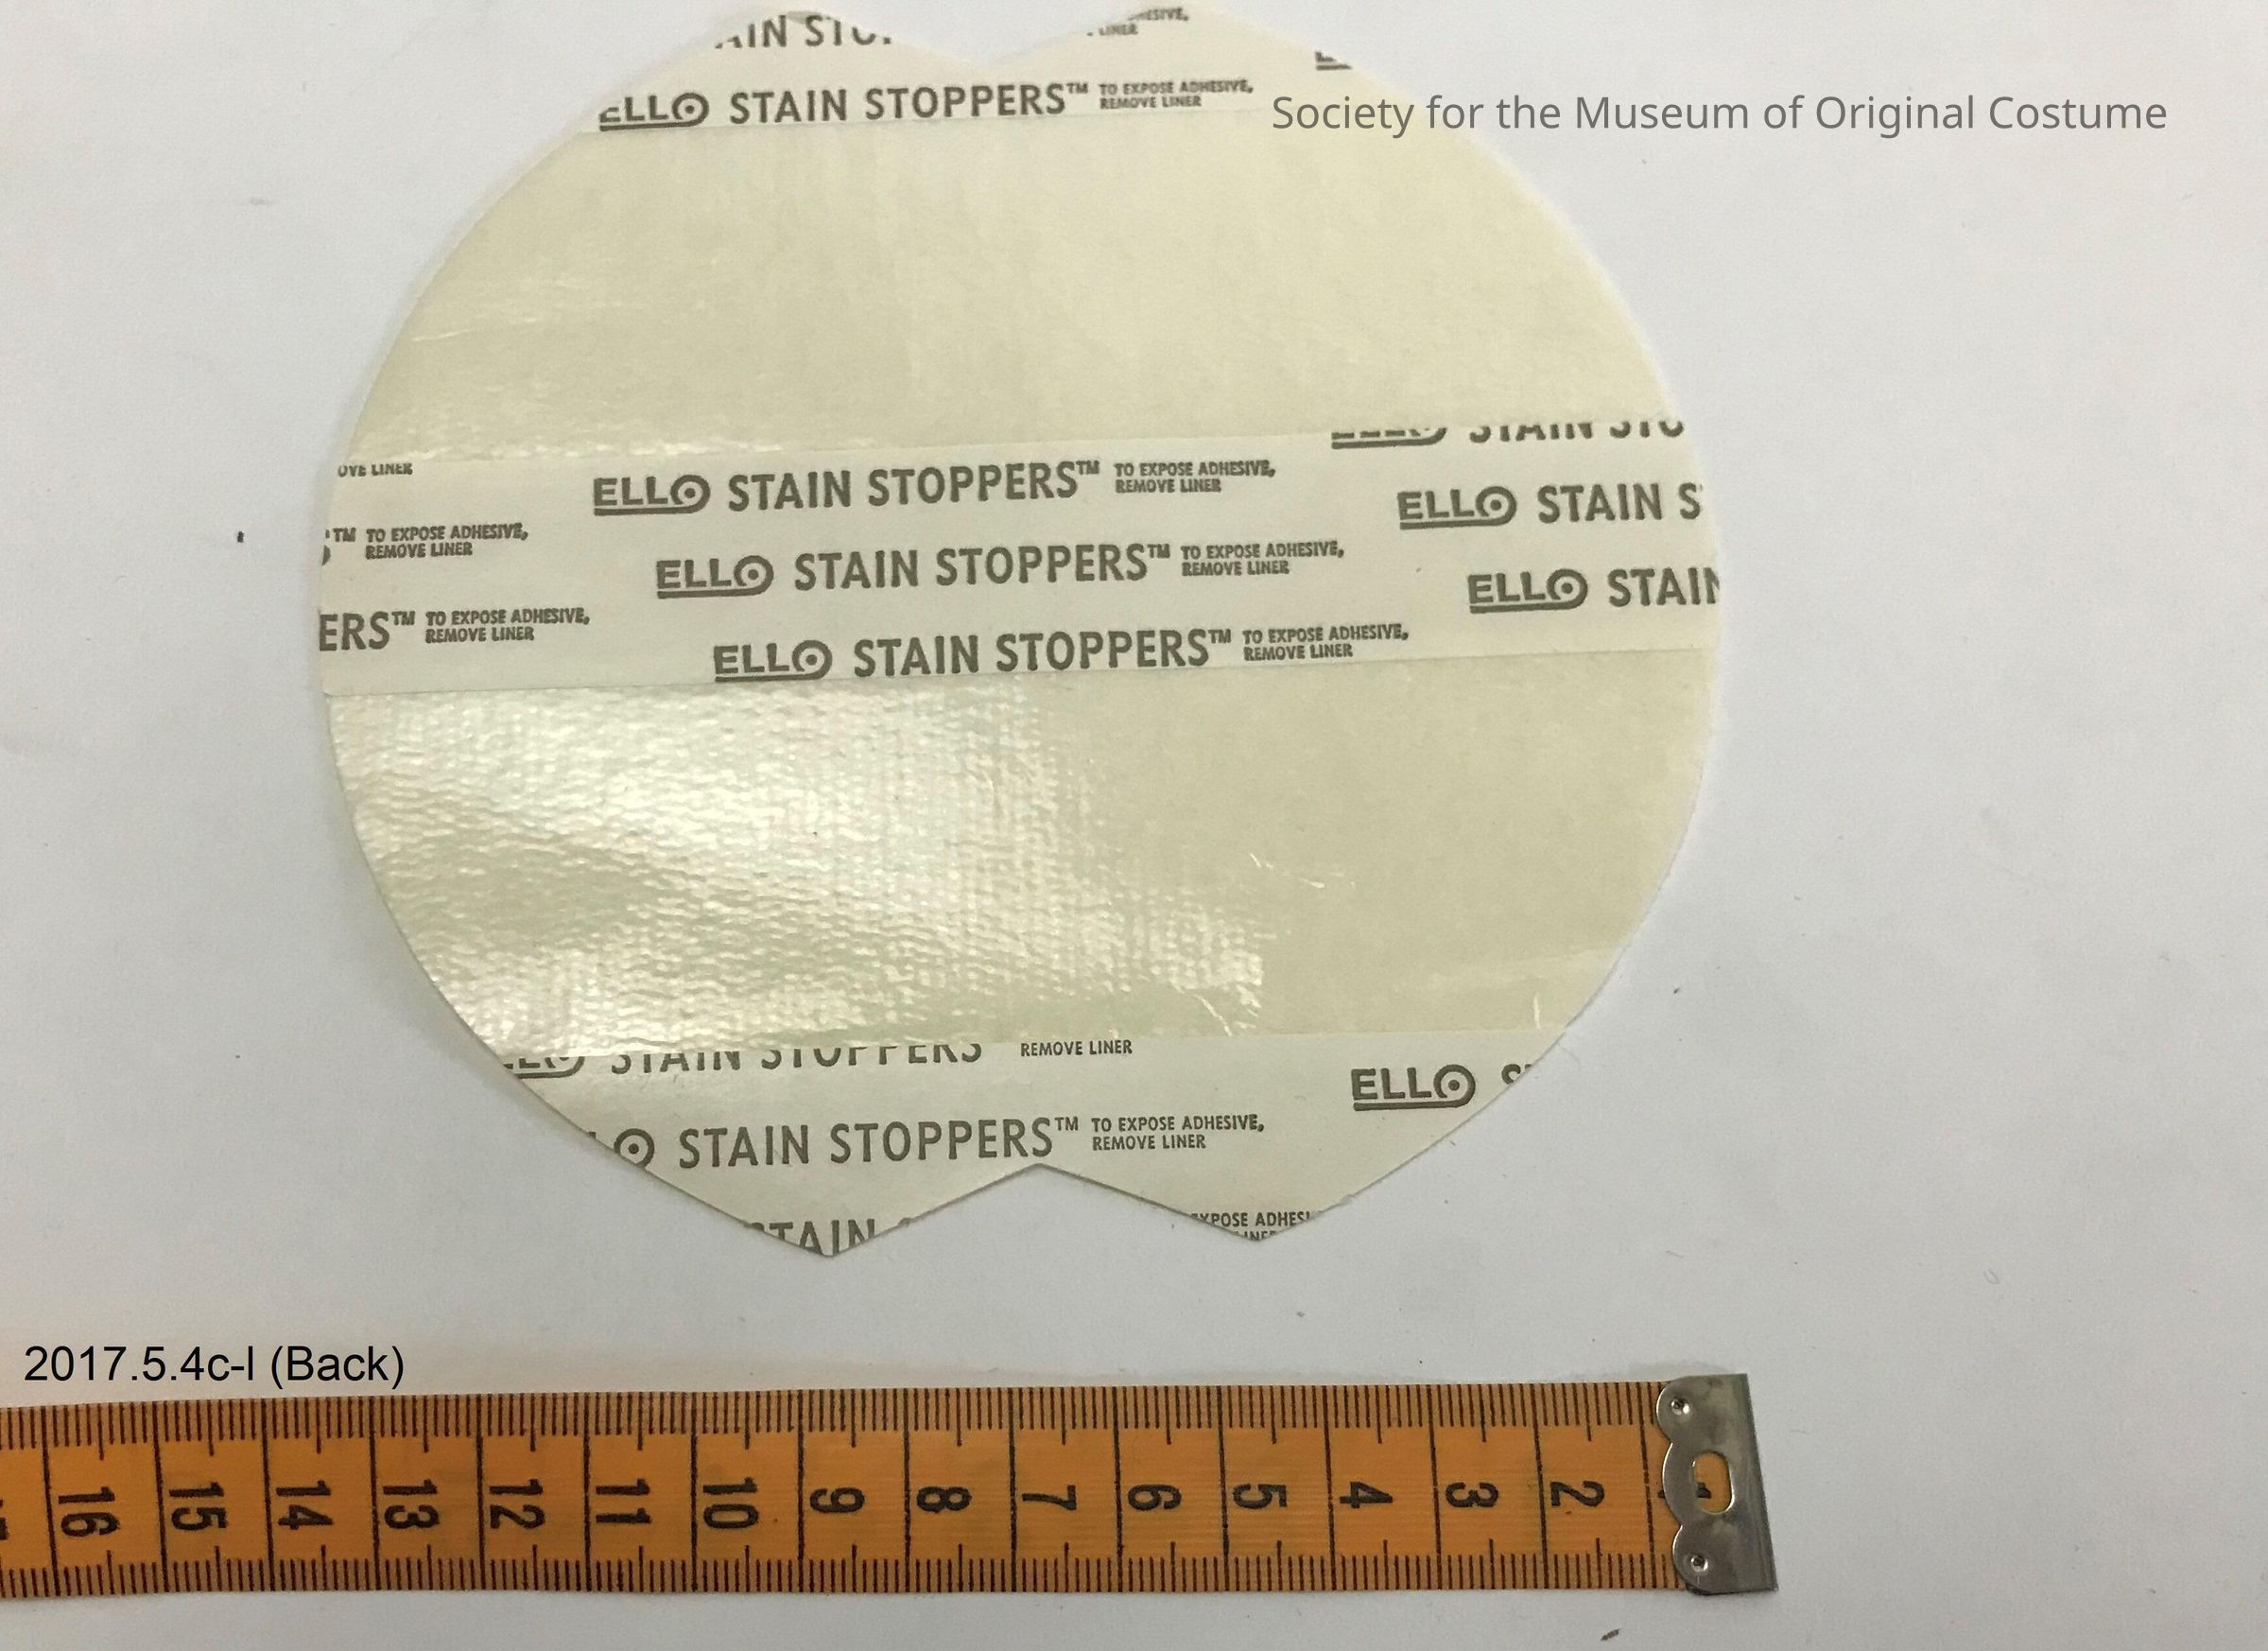 ELLO STAIN STOPPERS™ TO EXPOSE ADHESIVE,
REMOVE LINER
Society for the Museum of Original Costume
ELLO STAIN STOPPERS™ TO EXPOSE ADHESIVE,
REMOVE LINER
ELLO STAIN
™ TO EXPOSE ADHESIVE,
REMOVE LINER
ELLO STAIN STOPPERS™ TO EXPOSE ADHESIVE,
REMOVE LINER
ELLO STAIN
ERS™ TO EXPOSE ADHESIVE,
REMOVE LINER
ELLO STAIN STOPPERS™ TO EXPOSE ADHESIVE,
REMOVE LINER
STAIN STOPPERS REMOVE LINER
ELLO
STAIN STOPPERS™ TO EXPOSE ADHESIVE,
REMOVE LINER
2017.5.4c-l (Back)
16 15 14 13 12 11 10 9 8 7 6 5 4 3 2